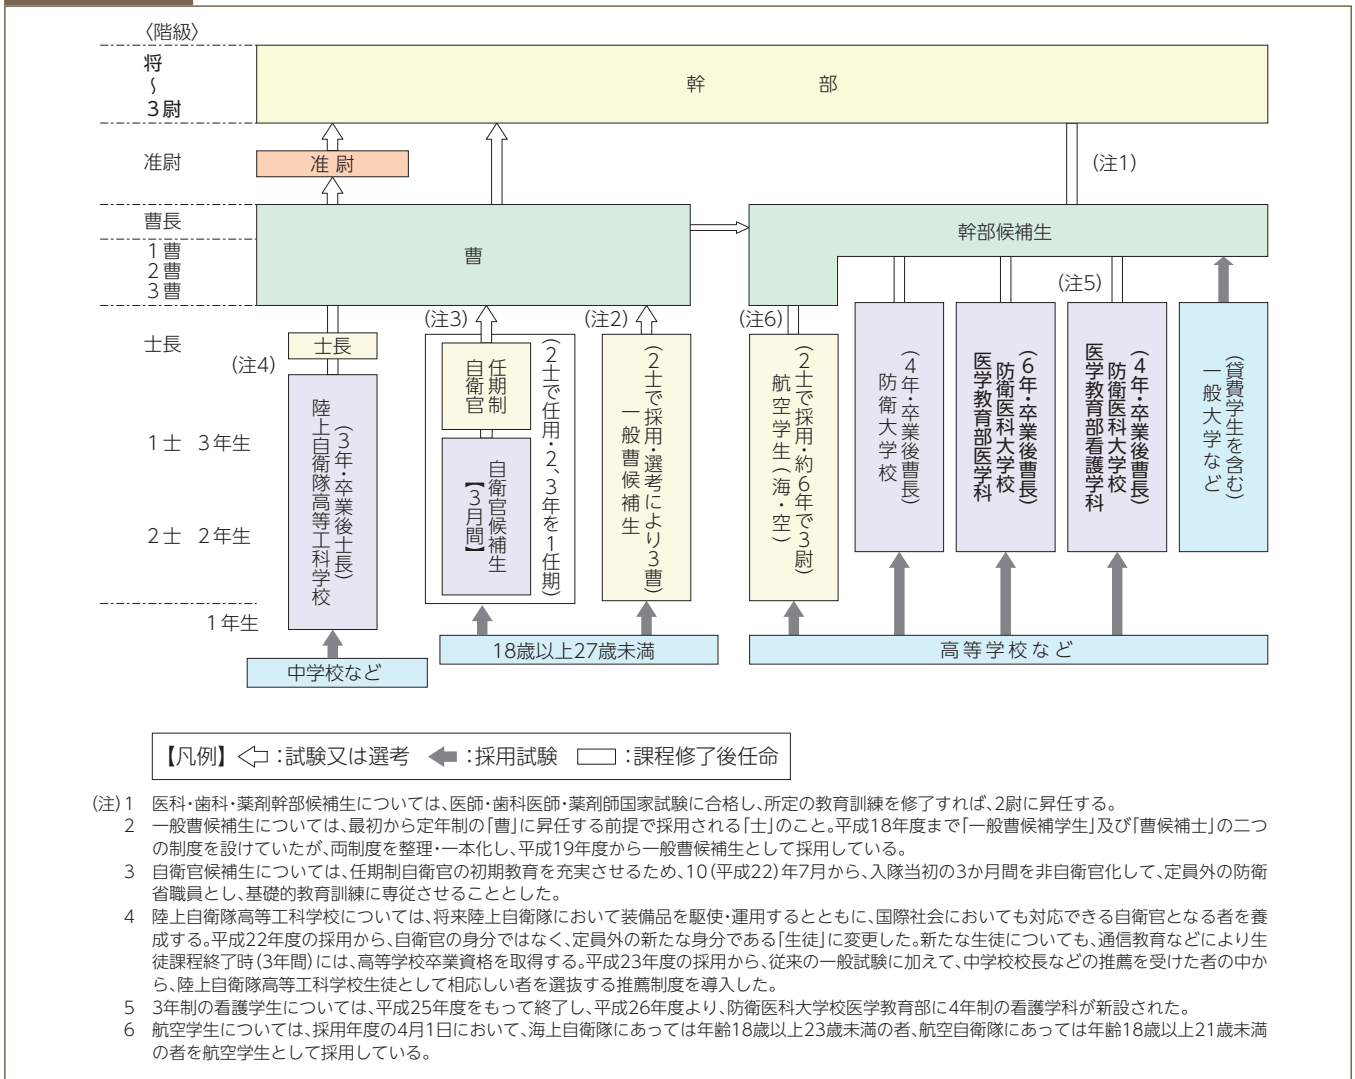 〈階級〉
将
〜
3尉
幹部
准尉
准尉
(注1)
曹長
1曹
2曹
3曹
曹
幹部候補生
士長
士長
(注4)
(注3)
(注2)
(注6)
(注5)
1士 3年生
2士 2年生
1年生
(3年・卒業後士長)
陸上自衛隊高等工科学校
(2士で任用・2、3年を1任期)
任期制
自衛官
自衛官候補生
【3月間】
(2士で採用・選考により3曹)
一般曹候補生
(2士で採用・約6年で3尉)
航空学生(海・空)
(4年・卒業後曹長)
防衛大学校
(6年・卒業後曹長)
防衛医科大学校
医学教育部医学科
(4年・卒業後曹長)
防衛医科大学校
医学教育部看護学科
(貸費学生を含む)
一般大学など
中学校など
18歳以上27歳未満
高等学校など
【凡例】 :試験又は選考 :採用試験 :課程修了後任命
(注)1 医科・歯科・薬剤幹部候補生については、医師・歯科医師・薬剤師国家試験に合格し、所定の教育訓練を修了すれば、2尉に昇任する。
2 一般曹候補生については、最初から定年制の「曹」に昇任する前提で採用される「士」のこと。平成18年度まで「一般曹候補学生」及び「曹候補士」の二つ
の制度を設けていたが、両制度を整理・一本化し、平成19年度から一般曹候補生として採用している。
3 自衛官候補生については、任期制自衛官の初期教育を充実させるため、10(平成22)年7月から、入隊当初の3か月間を非自衛官化して、定員外の防衛
省職員とし、基礎的教育訓練に専従させることとした。
4 陸上自衛隊高等工科学校については、将来陸上自衛隊において装備品を駆使・運用するとともに、国際社会においても対応できる自衛官となる者を養
成する。平成22年度の採用から、自衛官の身分ではなく、定員外の新たな身分である「生徒」に変更した。新たな生徒についても、通信教育などにより生
徒課程終了時(3年間)には、高等学校卒業資格を取得する。平成23年度の採用から、従来の一般試験に加えて、中学校校長などの推薦を受けた者の中か
ら、陸上自衛隊高等工科学校生徒として相応しい者を選抜する推薦制度を導入した。
5 3年制の看護学生については、平成25年度をもって終了し、平成26年度より、防衛医科大学校医学教育部に4年制の看護学科が新設された。
6 航空学生については、採用年度の4月1日において、海上自衛隊にあっては年齢18歳以上23歳未満の者、航空自衛隊にあっては年齢18歳以上21歳未満
の者を航空学生として採用している。